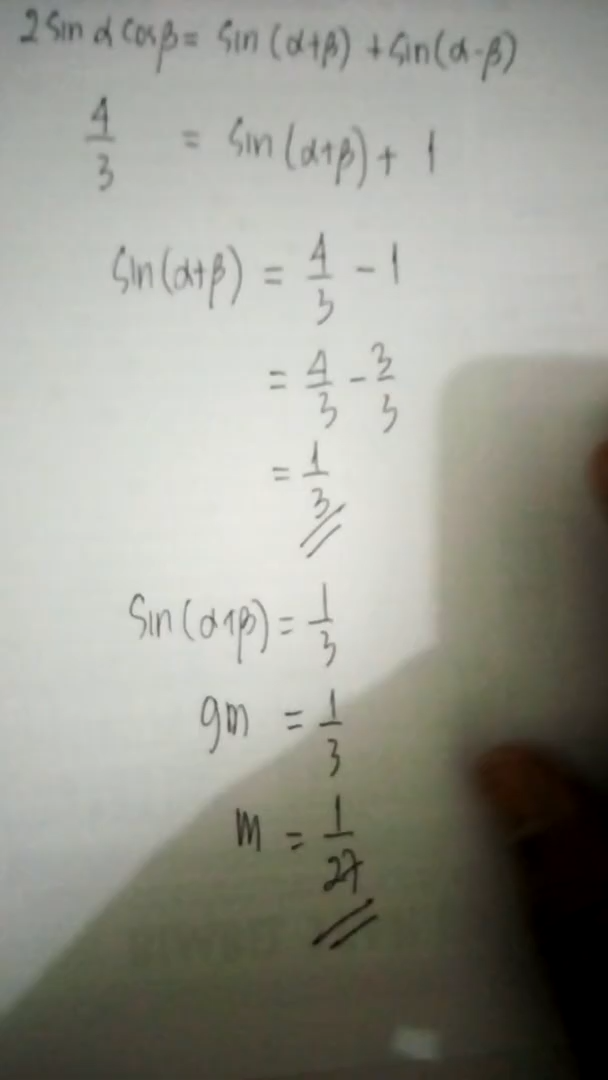 2 Sin α Cos β = Sin (α+β) + Sin(α-β)
4/3 = Sin (α+β) + 1
Sin(α+β) = 4/3 - 1
= 4/3 - 3/3
= 1/3
Sin(α+β) = 1/3
9m = 1/3
m = 1/27